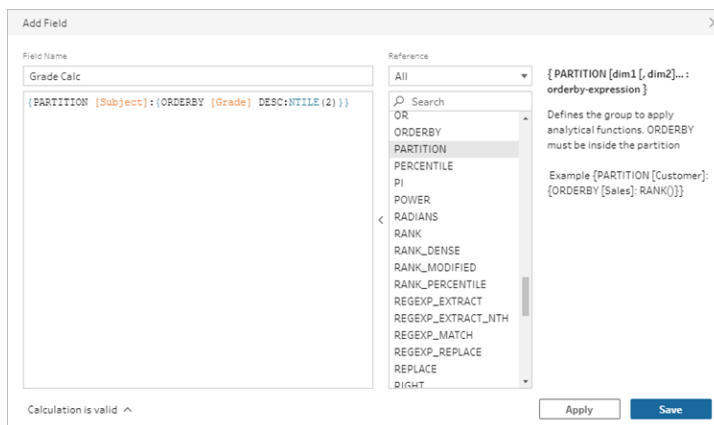 Add Field
Field Name
Grade Calc
{PARTITION [Subject]:{ORDERBY [Grade] DESC:NTILE(2)}}
Reference
All
Search
OR
ORDERBY
PARTITION
PERCENTILE
PI
POWER
RADIANS
RANK
RANK_DENSE
RANK_MODIFIED
RANK_PERCENTILE
REGEXP_EXTRACT
REGEXP_EXTRACT_NTH
REGEXP_MATCH
REGEXP_REPLACE
REPLACE
RIGHT
{ PARTITION [dim1 [, dim2]... :
orderby-expression }
Defines the group to apply
analytical functions. ORDERBY
must be inside the partition
Example {PARTITION [Customer]:
{ORDERBY [Sales]: RANK()}}
Calculation is valid
Apply
Save